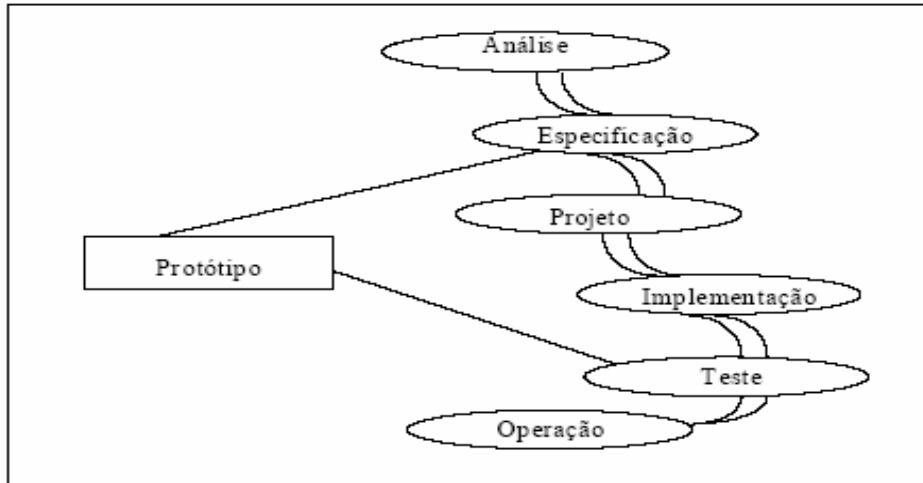 Análise
Especificação
Projeto
Protótipo
Implementação
Teste
Operação